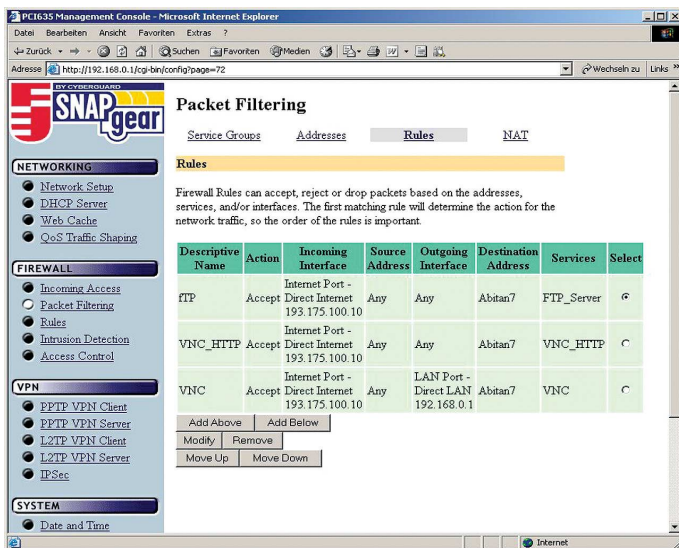 PCI635 Management Console - Microsoft Internet Explorer
Datei Bearbeiten Ansicht Favoriten Extras ?
Zurück Suchen Favoriten Medien
Adresse http://192.168.0.1/cgi-bin/config?page=72 Wechseln zu Links »
BY CYBERGUARD
SNAP
gear
NETWORKING
Network Setup
DHCP Server
Web Cache
QoS Traffic Shaping
FIREWALL
Incoming Access
Packet Filtering
Rules
Intrusion Detection
Access Control
VPN
PPTP VPN Client
PPTP VPN Server
L2TP VPN Client
L2TP VPN Server
IPSec
SYSTEM
Date and Time
Packet Filtering
Service Groups Addresses Rules NAT
Rules
Firewall Rules can accept, reject or drop packets based on the addresses,
services, and/or interfaces. The first matching rule will determine the action for the
network traffic, so the order of the rules is important.
Descriptive Name Action Incoming Interface Source Address Outgoing Interface Destination Address Services Select
fTP Accept Internet Port - Direct Internet 193.175.100.10 Any Any Abitan7 FTP_Server
VNC_HTTP Accept Internet Port - Direct Internet 193.175.100.10 Any Any Abitan7 VNC_HTTP
VNC Accept Internet Port - Direct Internet 193.175.100.10 Any LAN Port - Direct LAN 192.168.0.1 Abitan7 VNC
Add Above Add Below
Modify Remove
Move Up Move Down
Internet